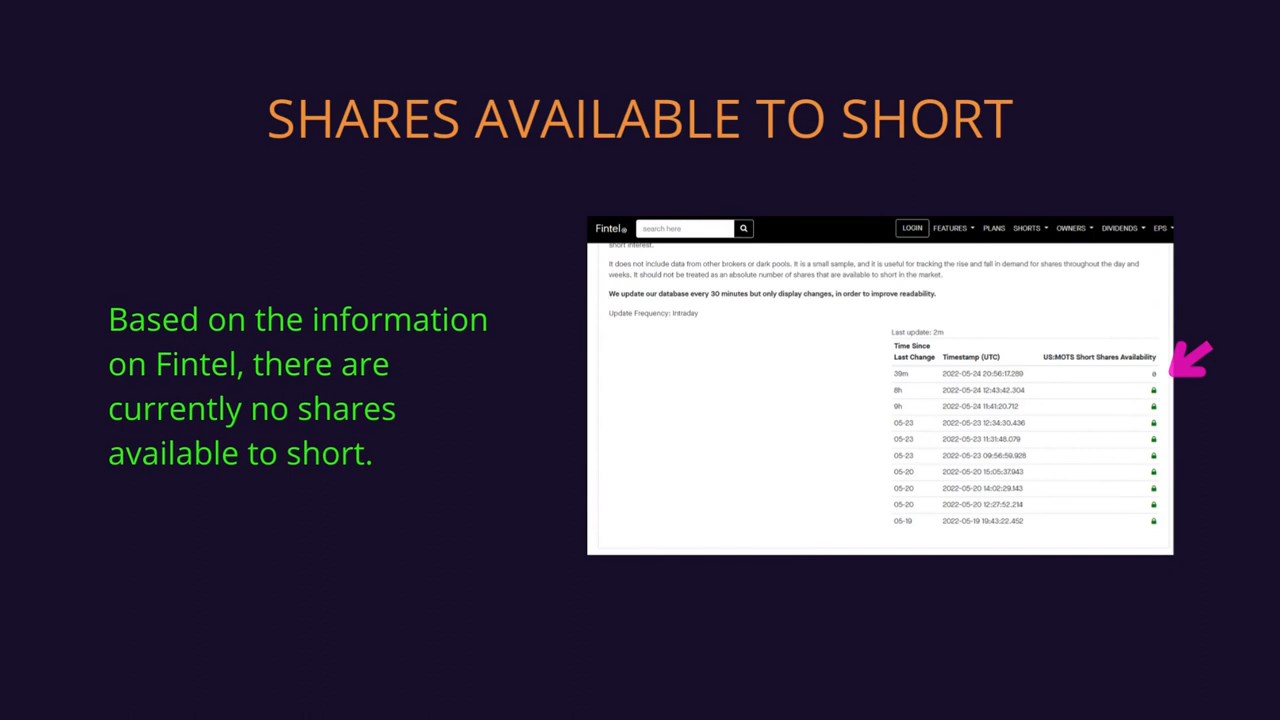 SHARES AVAILABLE TO SHORT
Based on the information
on Fintel, there are
currently no shares
available to short.
Fintel
search here
LOGIN FEATURES PLANS SHORTS OWNERS DIVIDENDS EPS
short interest.
It does not include data from other brokers or dark pools. It is a small sample, and it is useful for tracking the rise and fall in demand for shares throughout the day and
weeks. It should not be treated as an absolute number of shares that are available to short in the market.
We update our database every 30 minutes but only display changes, in order to improve readability.
Update Frequency: Intraday
Last update: 2m
Time Since
Last Change Timestamp (UTC) US:MOTS Short Shares Availability
39m 2022-05-24 20:56:17.289 0
8h 2022-05-24 12:43:42.304
9h 2022-05-24 11:41:20.712
05-23 2022-05-23 12:34:30.436
05-23 2022-05-23 11:31:48.079
05-23 2022-05-23 09:56:59.928
05-20 2022-05-20 15:05:37.943
05-20 2022-05-20 14:02:29.143
05-20 2022-05-20 12:27:52.214
05-19 2022-05-19 19:43:22.452